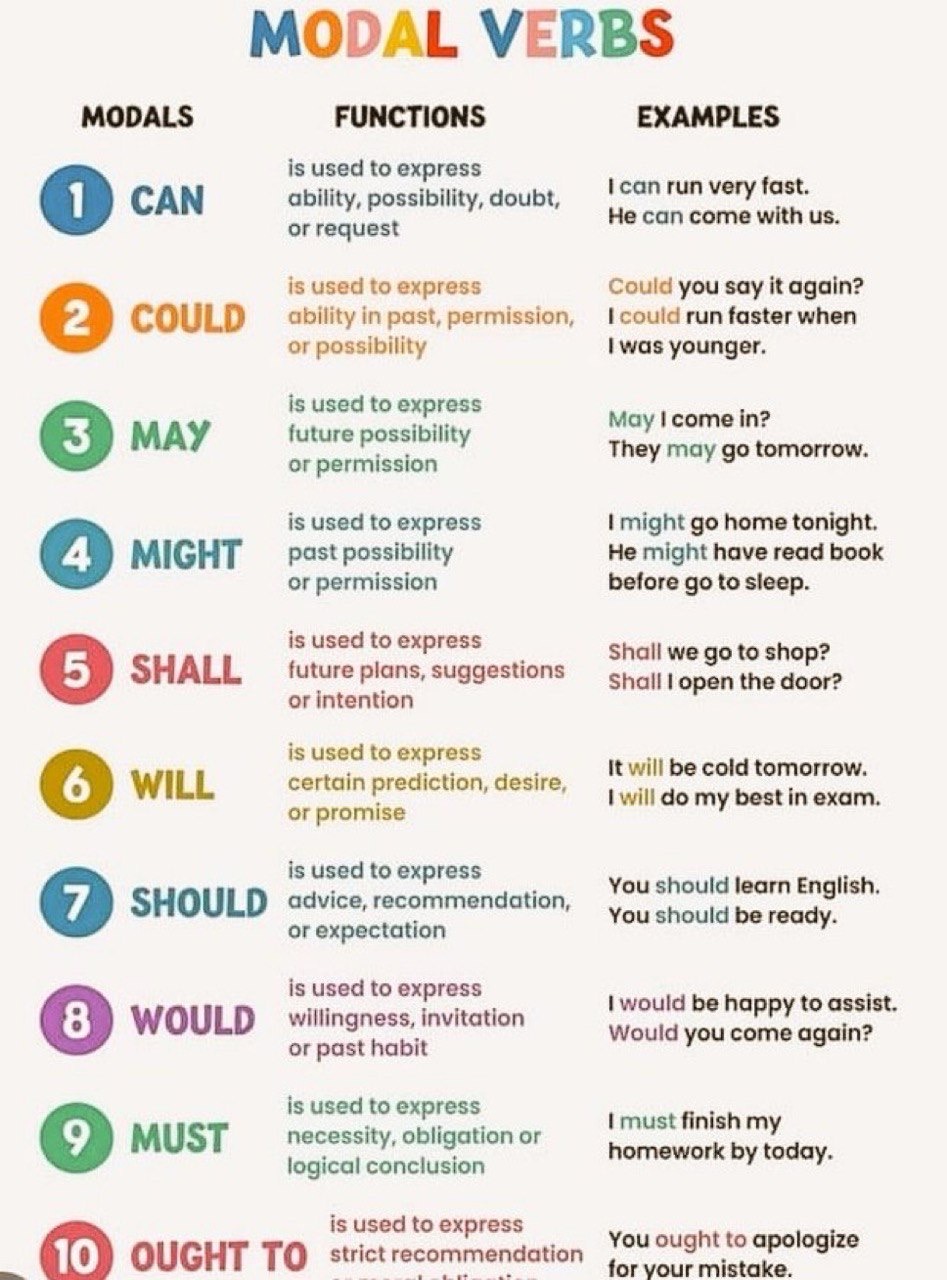 MODAL VERBS
MODALS FUNCTIONS EXAMPLES
1 CAN
is used to express
ability, possibility, doubt,
or request
I can run very fast.
He can come with us.
2 COULD
is used to express
ability in past, permission,
or possibility
Could you say it again?
I could run faster when
I was younger.
3 MAY
is used to express
future possibility
or permission
May I come in?
They may go tomorrow.
4 MIGHT
is used to express
past possibility
or permission
I might go home tonight.
He might have read book
before go to sleep.
5 SHALL
is used to express
future plans, suggestions
or intention
Shall we go to shop?
Shall I open the door?
6 WILL
is used to express
certain prediction, desire,
or promise
It will be cold tomorrow.
I will do my best in exam.
7 SHOULD
is used to express
advice, recommendation,
or expectation
You should learn English.
You should be ready.
8 WOULD
is used to express
willingness, invitation
or past habit
I would be happy to assist.
Would you come again?
9 MUST
is used to express
necessity, obligation or
logical conclusion
I must finish my
homework by today.
10 OUGHT TO
is used to express
strict recommendation
You ought to apologize
for your mistake.